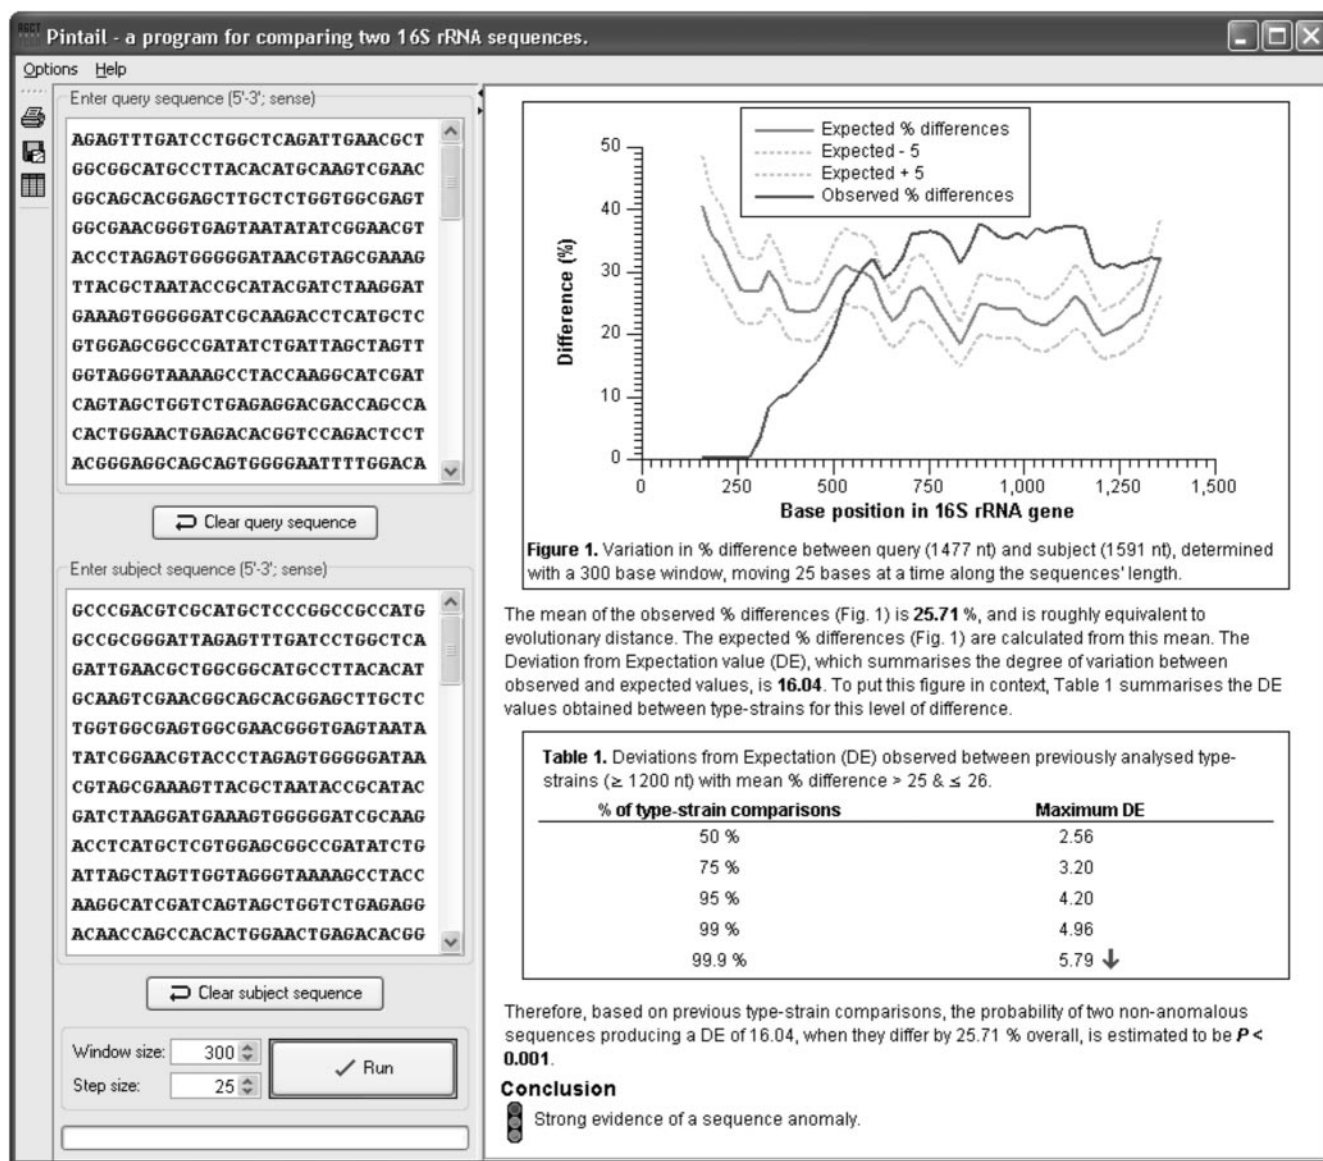 Pintail - a program for comparing two 16S rRNA sequences.
Options Help
Enter query sequence (5'-3'; sense)
AGAGTTTGATCCTGGCTCAGATTGAACGCT
GGCGGCATGCCTTACACATGCAAGTCGAAC
GGCAGCACGGAGCTTGCTCTGGTGGCGAGT
GGCGAACGGGTGAGTAATATATCGGAACGT
ACCCTAGAGTGGGGGATAACGTAGCGAAAG
TTACGCTAATACCGCATACGATCTAAGGAT
GAAAGTGGGGGATCGCAAGACCTCATGCTC
GTGGAGCGGCCGATATCTGATTAGCTAGTT
GGTAGGGTAAAAGCCTACCAAGGCATCGAT
CAGTAGCTGGTCTGAGAGGACGACCAGCCA
CACTGGAACTGAGACACGGTCCAGACTCCT
ACGGGAGGCAGCAGTGGGGAATTTTGGACA
Clear query sequence
Enter subject sequence (5'-3'; sense)
GCCCGACGTCGCATGCTCCCGGCCGCCATG
GCCGCGGGATTAGAGTTTGATCCTGGCTCA
GATTGAACGCTGGCGGCATGCCTTACACAT
GCAAGTCGAACGGCAGCACGGAGCTTGCTC
TGGTGGCGAGTGGCGAACGGGTGAGTAATA
TATCGGAACGTACCCTAGAGTGGGGGATAA
CGTAGCGAAAGTTACGCTAATACCGCATAC
GATCTAAGGATGAAAGTGGGGGATCGCAAG
ACCTCATGCTCGTGGAGCGGCCGATATCTG
ATTAGCTAGTTGGTAGGGTAAAAGCCTACC
AAGGCATCGATCAGTAGCTGGTCTGAGAGG
ACAACCAGCCACACTGGAACTGAGACACGG
Clear subject sequence
Window size: 300
Step size: 25
Run
Expected % differences
Expected - 5
Expected + 5
Observed % differences
Difference (%)
50
40
30
20
10
0
0 250 500 750 1,000 1,250 1,500
Base position in 16S rRNA gene
Figure 1. Variation in % difference between query (1477 nt) and subject (1591 nt), determined
with a 300 base window, moving 25 bases at a time along the sequences' length.
The mean of the observed % differences (Fig. 1) is 25.71 %, and is roughly equivalent to
evolutionary distance. The expected % differences (Fig. 1) are calculated from this mean. The
Deviation from Expectation value (DE), which summarises the degree of variation between
observed and expected values, is 16.04. To put this figure in context, Table 1 summarises the DE
values obtained between type-strains for this level of difference.
Table 1. Deviations from Expectation (DE) observed between previously analysed type-
strains (≥ 1200 nt) with mean % difference > 25 & ≤ 26.
% of type-strain comparisons Maximum DE
50 % 2.56
75 % 3.20
95 % 4.20
99 % 4.96
99.9 % 5.79
Therefore, based on previous type-strain comparisons, the probability of two non-anomalous
sequences producing a DE of 16.04, when they differ by 25.71 % overall, is estimated to be P <
0.001.
Conclusion
Strong evidence of a sequence anomaly.